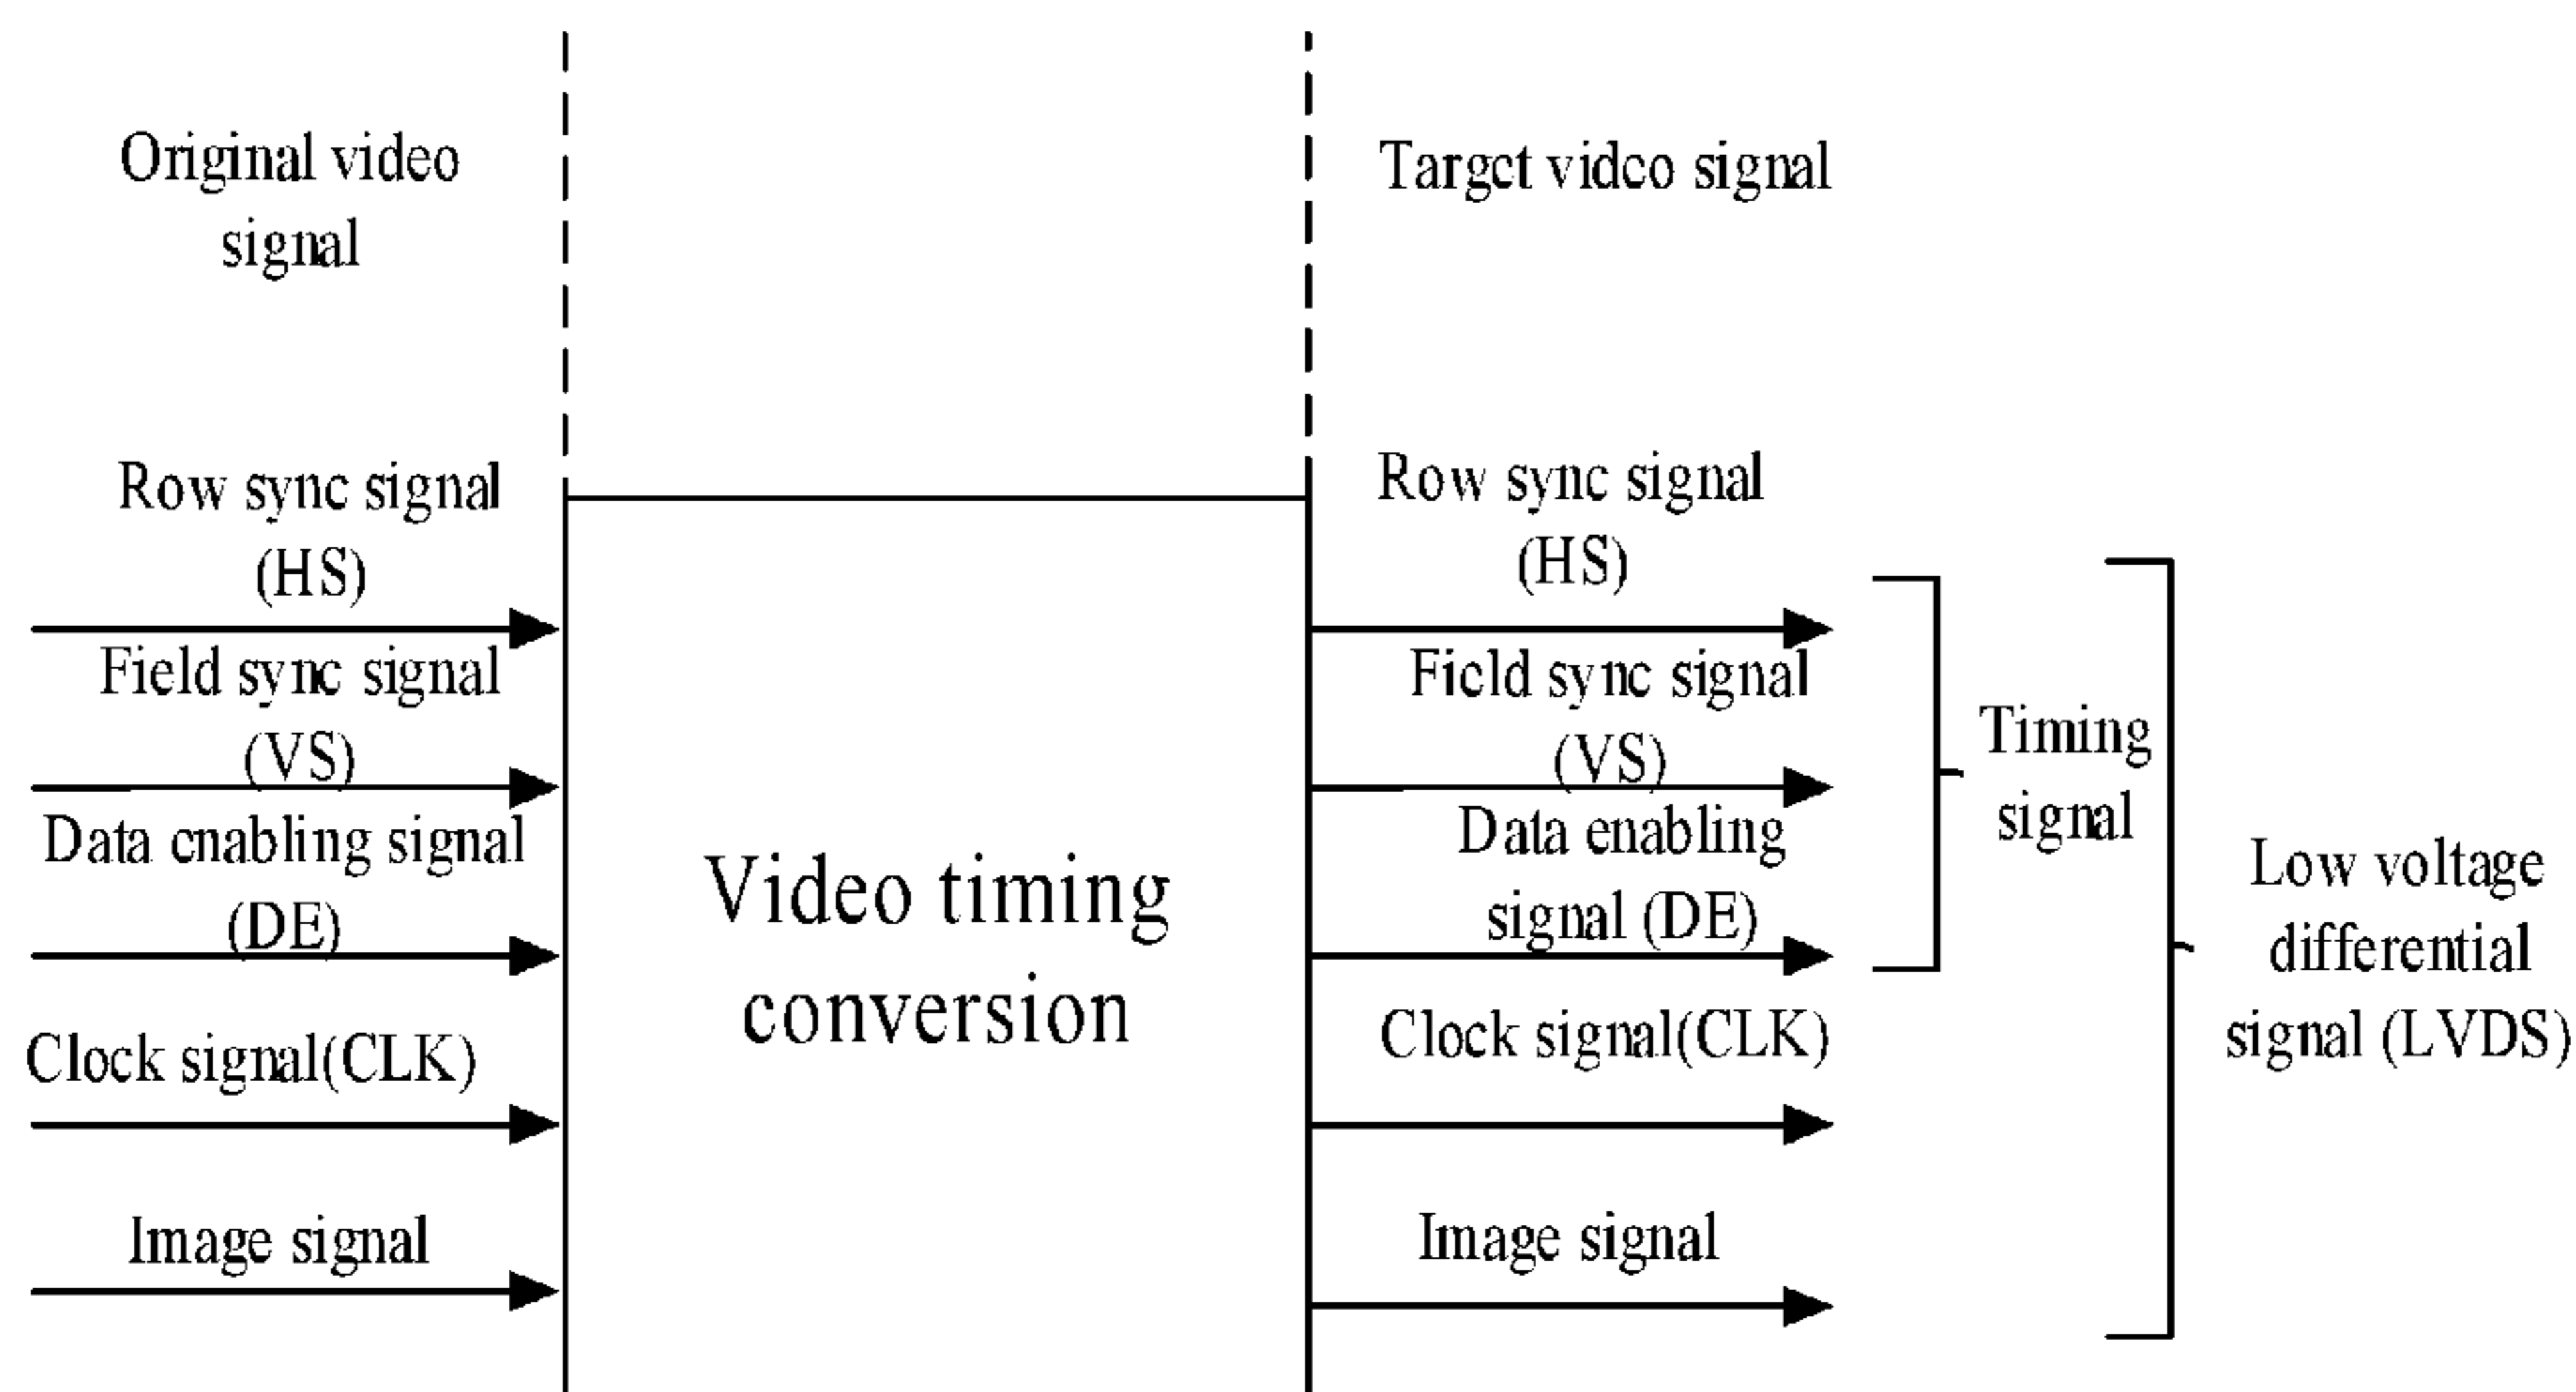 Original video
signal
Target video signal
Row sync signal
(HS)
Field sync signal
(VS)
Data enabling signal
(DE)
Clock signal(CLK)
Image signal
Video timing
conversion
Row sync signal
(HS)
Field sync signal
(VS)
Data enabling
signal (DE)
Clock signal(CLK)
Image signal
Timing
signal
Low voltage
differential
signal (LVDS)